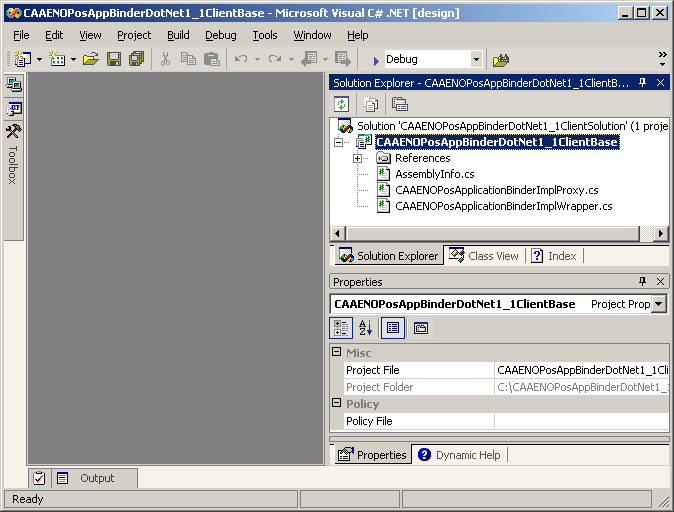 CAAENOPosAppBinderDotNet1_1ClientBase - Microsoft Visual C# .NET [design]
File Edit View Project Build Debug Tools Window Help
Debug
Solution Explorer - CAAENOPosAppBinderDotNet1_1ClientB...
Toolbox
Solution 'CAAENOPosAppBinderDotNet1_1ClientSolution' (1 proje
CAAENOPosAppBinderDotNet1_1ClientBase
References
AssemblyInfo.cs
CAAENOPosApplicationBinderImplProxy.cs
CAAENOPosApplicationBinderImplWrapper.cs
Solution Explorer Class View Index
Properties
CAAENOPosAppBinderDotNet1_1ClientBase Project Prop
Misc
Project File CAAENOPosAppBinderDotNet1_1Cli
Project Folder C:\CAAENOPosAppBinderDotNet1_1
Policy
Policy File
Properties Dynamic Help
Output
Ready